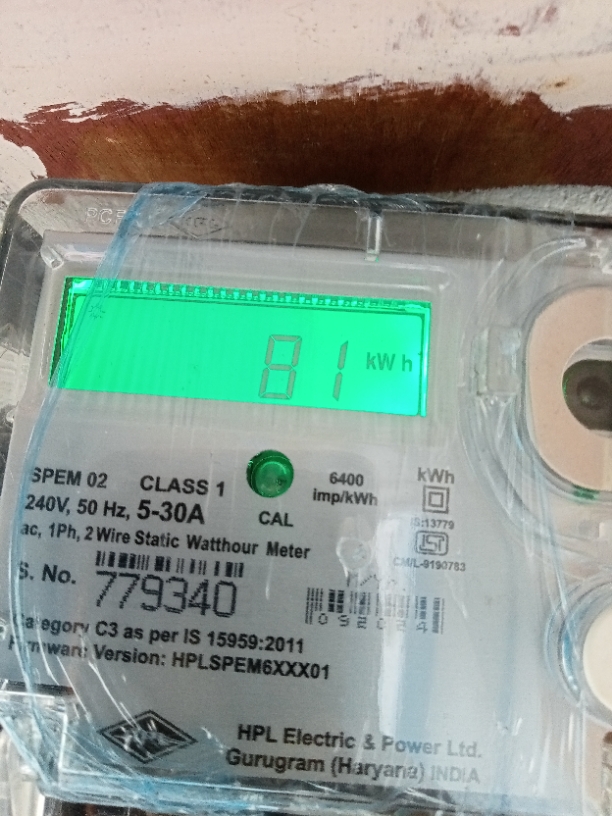 81 kWh
SPEM 02 CLASS 1
6400 imp/kWh
kWh
240V, 50 Hz, 5-30A
CAL
IS:13779
ac, 1Ph, 2 Wire Static Watthour Meter
CM/L-9190783
S. No. 779340
Category C3 as per IS 15959:2011
Firmware Version: HPLSPEM6XXX01
HPL Electric & Power Ltd.
Gurugram (Haryana) INDIA